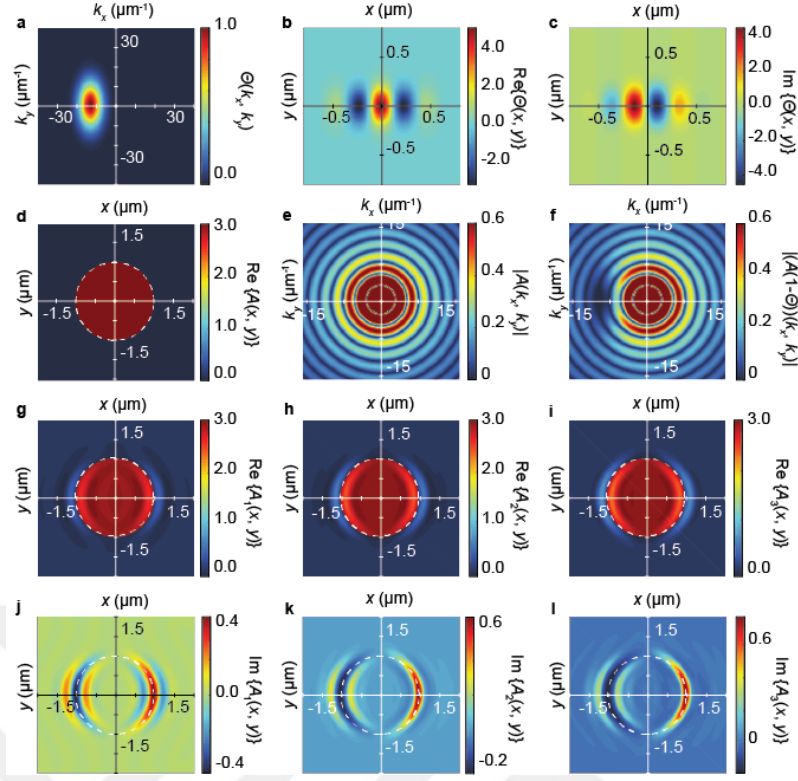 a
kₓ (µm⁻¹)
k_y (µm⁻¹)
30
-30
30
-30
1.0
0.0
Θ(kₓ, k_y)
b
x (µm)
y (µm)
0.5
-0.5
0.5
-0.5
4.0
2.0
0.0
-2.0
Re{Θ(x, y)}
c
x (µm)
y (µm)
0.5
-0.5
0.5
-0.5
4.0
2.0
0.0
-2.0
-4.0
Im {Θ(x, y)}
d
x (µm)
y (µm)
1.5
-1.5
1.5
-1.5
3.0
2.0
1.0
0.0
Re {A(x, y)}
e
kₓ (µm⁻¹)
k_y (µm⁻¹)
15
-15
-15
0.6
0.4
0.2
0
|A(kₓ, k_y)|
f
kₓ (µm⁻¹)
k_y (µm⁻¹)
15
-15
-15
0.6
0.4
0.2
0
|(A(1-Θ))(kₓ, k_y)|
g
x (µm)
y (µm)
1.5
-1.5
1.5
-1.5
3.0
2.0
1.0
0.0
Re {A₁(x, y)}
h
x (µm)
y (µm)
1.5
-1.5
1.5
-1.5
3.0
2.0
1.0
0.0
Re {A₂(x, y)}
i
x (µm)
y (µm)
1.5
-1.5
1.5
-1.5
3.0
2.0
1.0
0.0
Re {A₃(x, y)}
j
x (µm)
y (µm)
1.5
-1.5
1.5
-1.5
0.4
0.0
-0.4
Im {A₁(x, y)}
k
x (µm)
y (µm)
1.5
-1.5
1.5
-1.5
0.6
-0.2
Im {A₂(x, y)}
l
x (µm)
y (µm)
1.5
-1.5
1.5
-1.5
0.6
0
Im {A₃(x, y)}